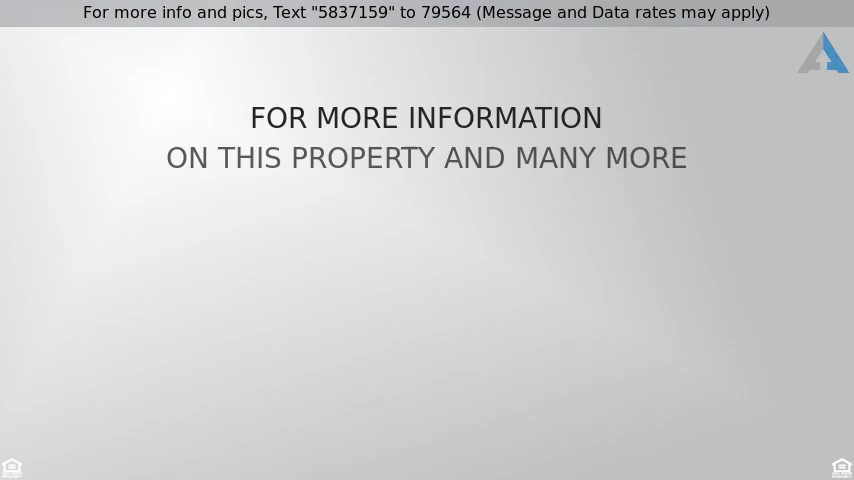 For more info and pics, Text "5837159" to 79564 (Message and Data rates may apply)
FOR MORE INFORMATION
ON THIS PROPERTY AND MANY MORE